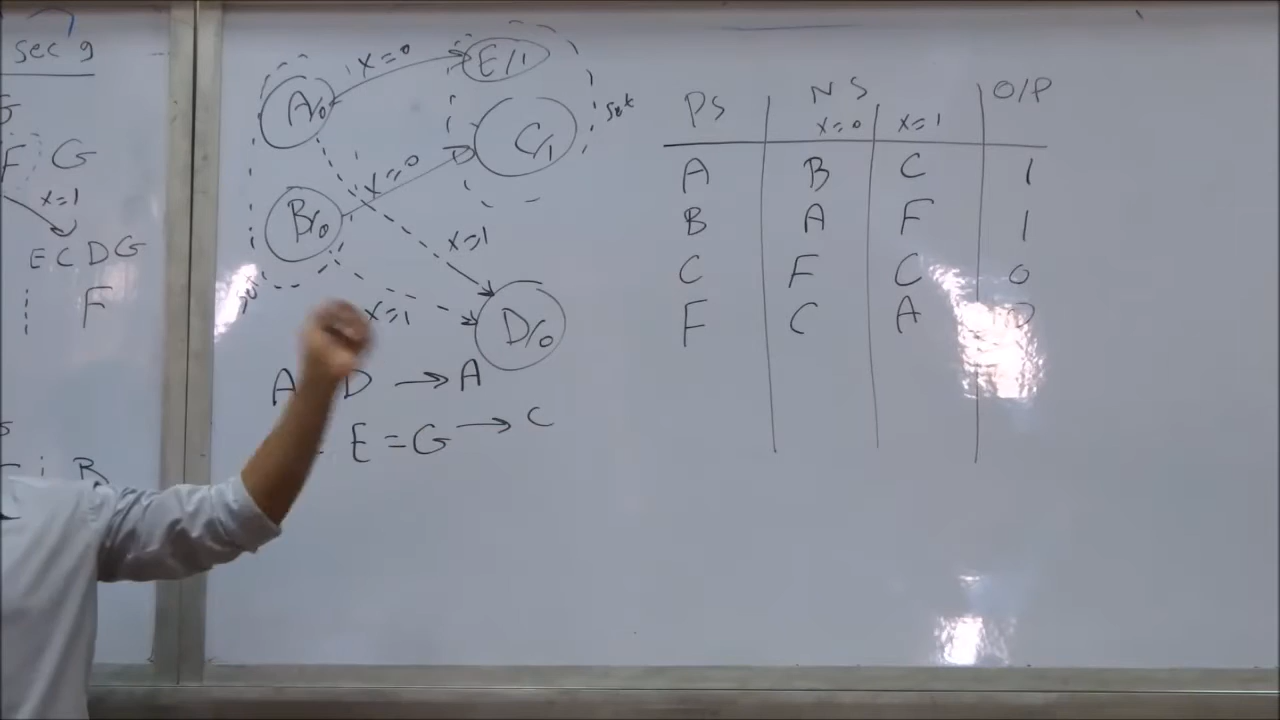 sec 9
F G
x=1
E C D G
F
A/0
x=0
E/1
C/1
set
B/0
x=0
x=1
D/0
x=1
A D → A
E = G → C
PS NS O/P
x=0 x=1
A B C 1
B A F 1
C F C 0
F C A 0